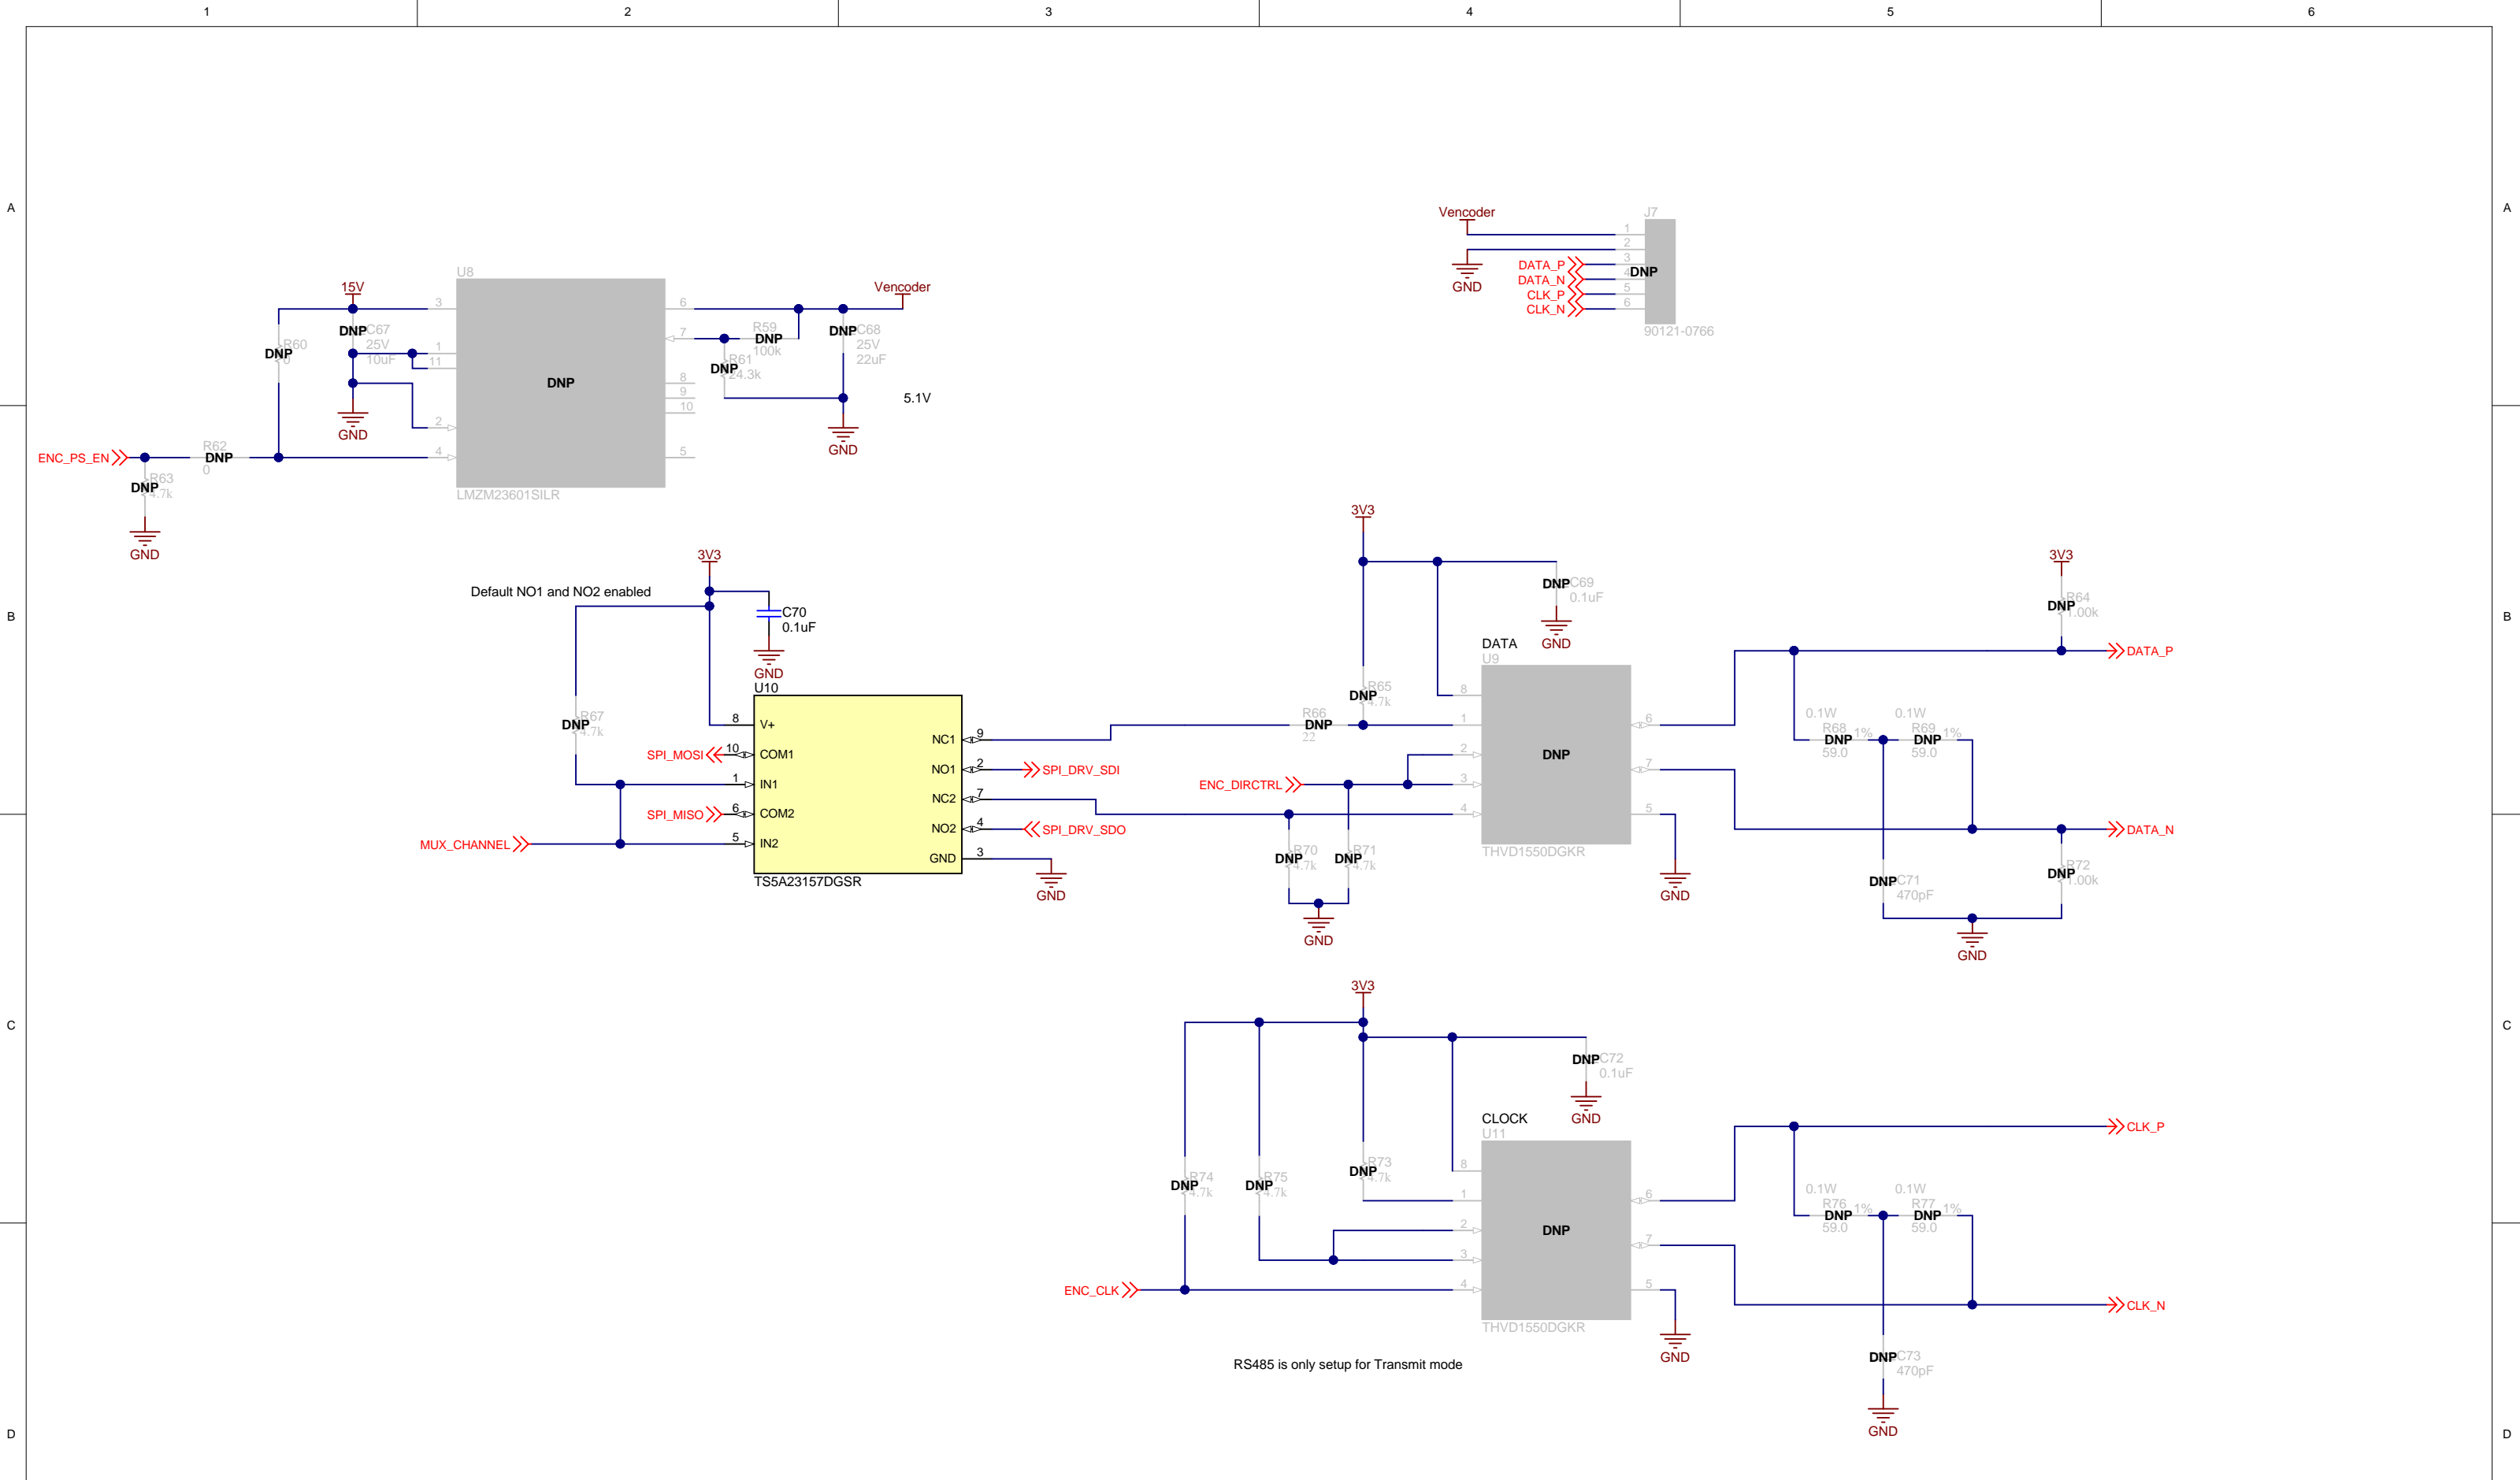 1 2 3 4 5 6
A A
Vencoder
J7
1
2
DATA_P 3
DATA_N 4 DNP
CLK_P 5
CLK_N 6
GND
90121-0766
U8
15V
Vencoder
3 6
DNP C67
25V
10uF
R60
DNP
0
7
R59
DNP
100k
DNP C68
25V
22uF
1
11
R61
DNP
24.3k
DNP
8
9
10
5.1V
2
GND
GND
ENC_PS_EN
R62
DNP
0
4 5
R63
DNP
4.7k
LMZM23601SILR
GND
3V3
Default NO1 and NO2 enabled
C70
0.1uF
GND
U10
R67
DNP
4.7k
8 V+
SPI_MOSI 10 COM1
1 IN1
SPI_MISO 6 COM2
MUX_CHANNEL 5 IN2
NC1 9
NO1 2 SPI_DRV_SDI
NC2 7
NO2 4 SPI_DRV_SDO
GND 3
GND
TS5A23157DGSR
B B
3V3
DNP C69
0.1uF
GND
DATA
U9
R65
DNP
4.7k
R66
DNP
22
8
1
2
ENC_DIRCTRL 3
4
DNP
6
7
5
R70
DNP
4.7k
R71
DNP
4.7k
GND
THVD1550DGKR
GND
3V3
R64
DNP
1.00k
DATA_P
0.1W 0.1W
R68 1% R69 1%
DNP DNP
59.0 59.0
DATA_N
DNP C71
470pF
R72
DNP
1.00k
GND
C C
3V3
DNP C72
0.1uF
GND
CLOCK
U11
R74
DNP
4.7k
R75
DNP
4.7k
R73
DNP
4.7k
8
1
2
3
ENC_CLK 4
DNP
6
7
5
THVD1550DGKR
GND
CLK_P
0.1W 0.1W
R76 1% R77 1%
DNP DNP
59.0 59.0
CLK_N
RS485 is only setup for Transmit mode
DNP C73
470pF
GND
D D